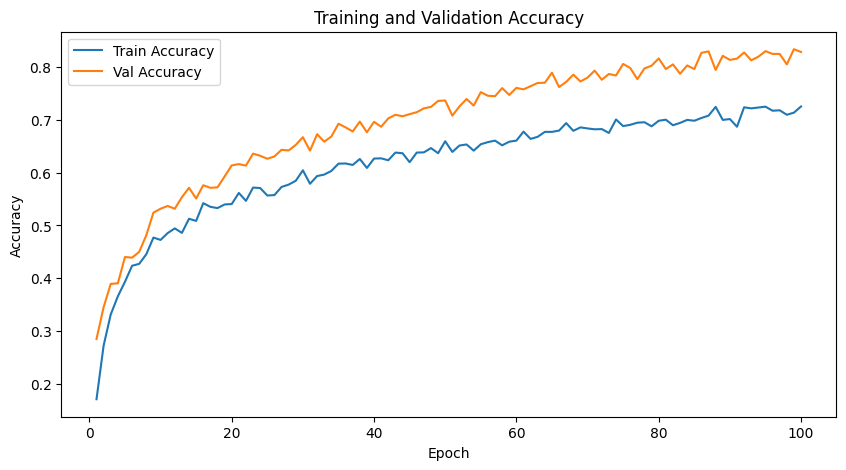 Training and Validation Accuracy
Train Accuracy
Val Accuracy
0.8
0.7
0.6
0.5
0.4
0.3
0.2
Accuracy
0 20 40 60 80 100
Epoch